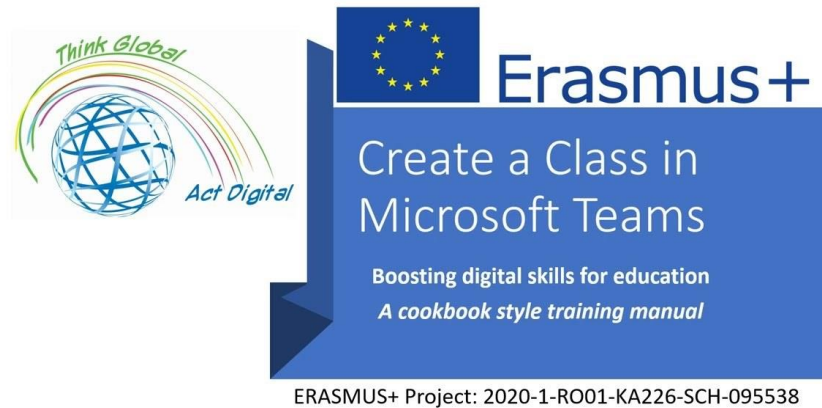 Think Global
Act Digital
Erasmus+
Create a Class in
Microsoft Teams
Boosting digital skills for education
A cookbook style training manual
ERASMUS+ Project: 2020-1-RO01-KA226-SCH-095538